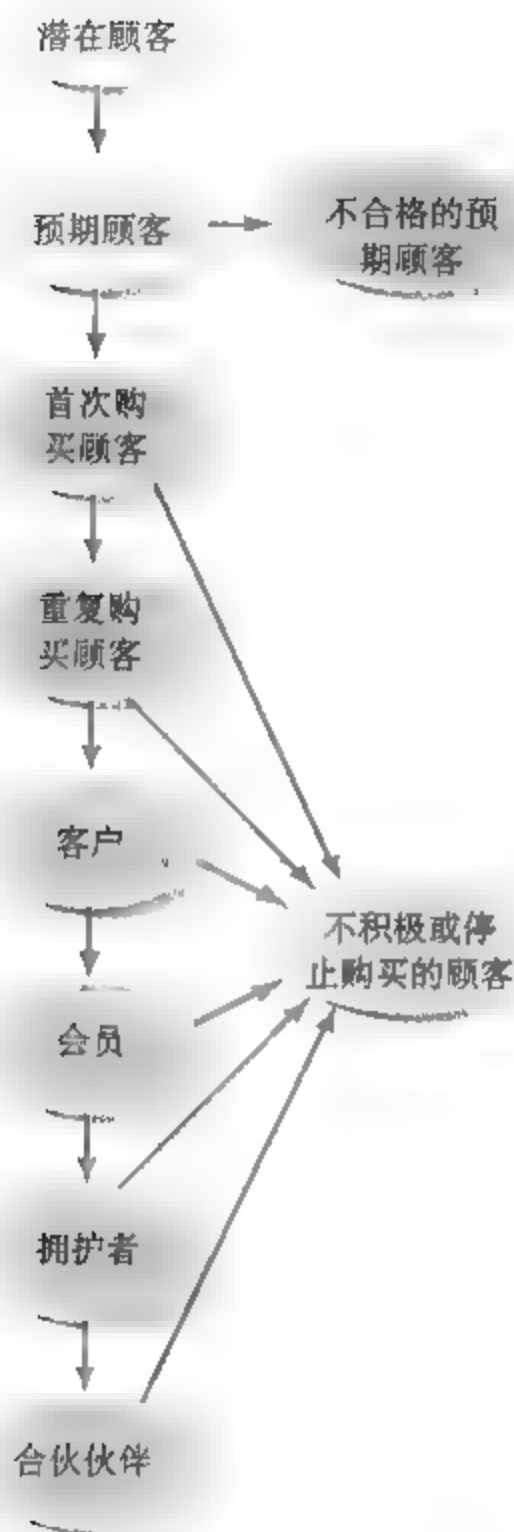 潜在顾客
预期顾客
不合格的预
期顾客
首次购
买顾客
重复购
买顾客
客户
不积极或停
止购买的顾客
会员
拥护者
合伙伙伴